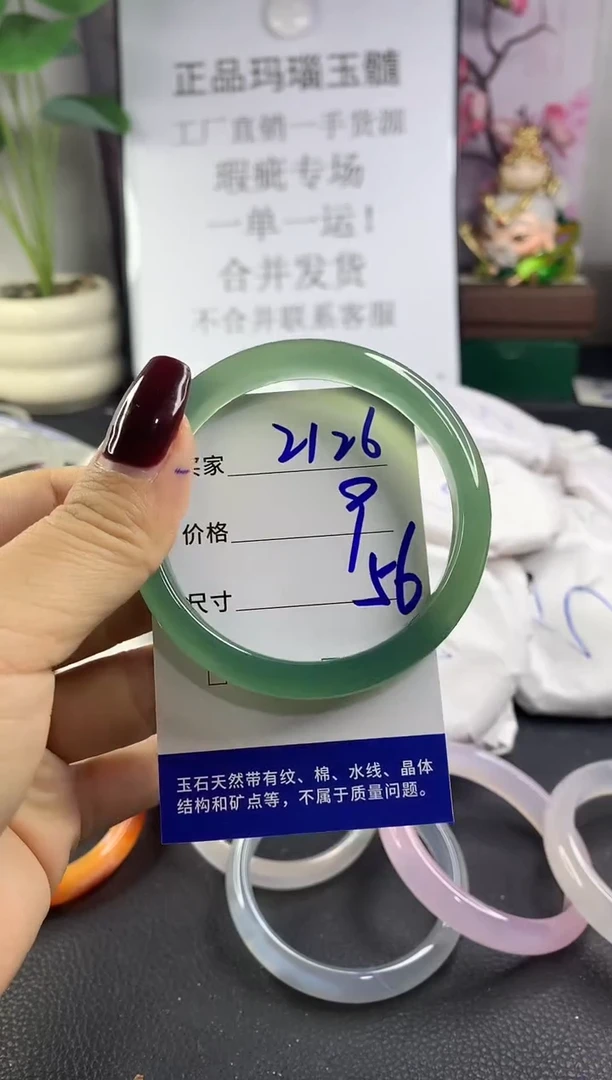 正品玛瑙玉髓
工厂直销一手货源
瑕疵专场
一单一运！
合并发货
不合并联系客服
买家 2126
价格 9
尺寸 56
玉石天然带有纹、棉、水线、晶体
结构和矿点等，不属于质量问题。